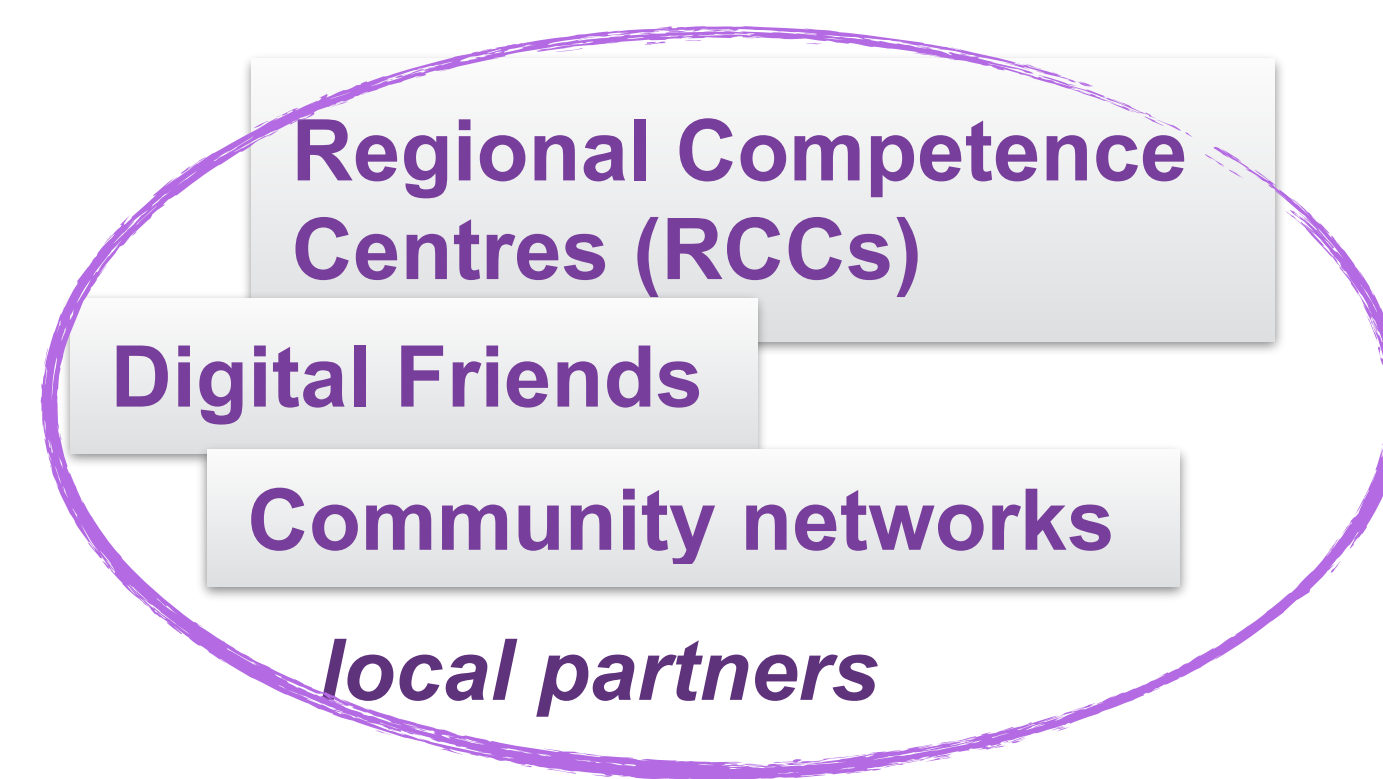 Regional Competence
Centres (RCCs)
Digital Friends
Community networks
local partners